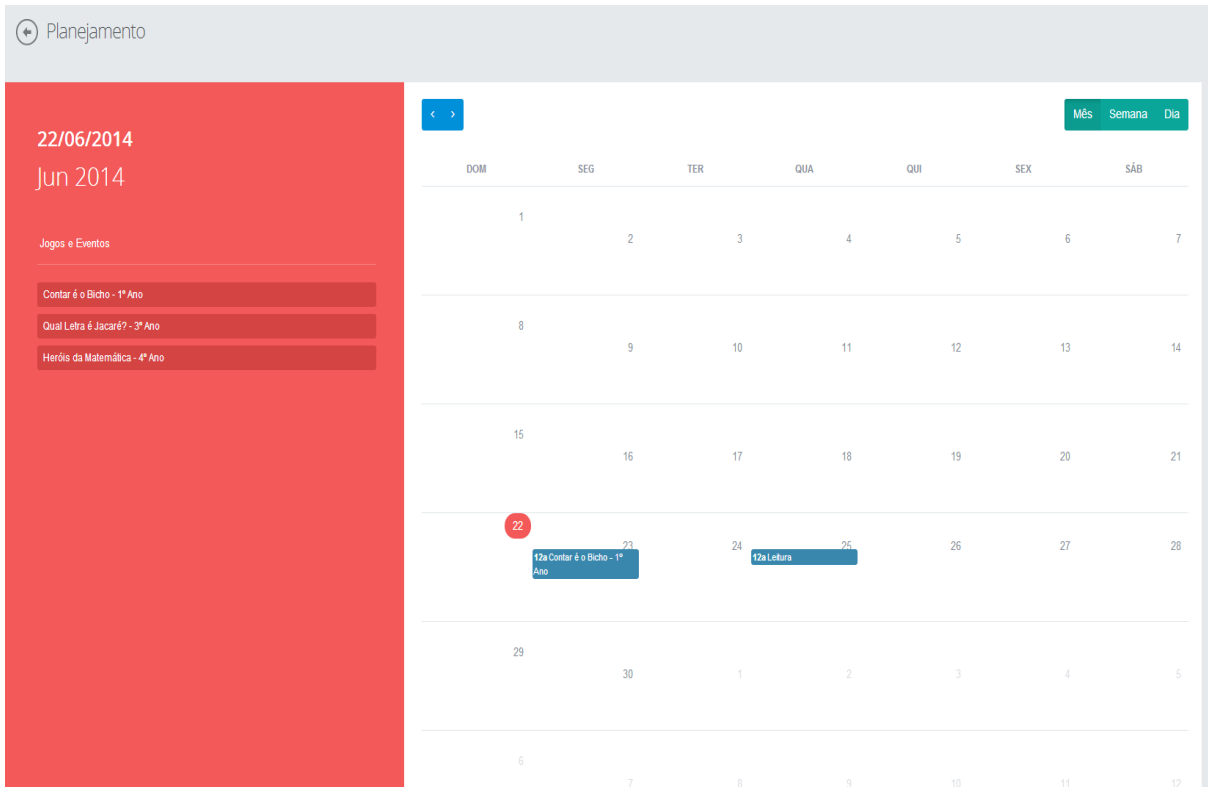 Planejamento
22/06/2014
Jun 2014
Jogos e Eventos
Contar é o Bicho - 1º Ano
Qual Letra é Jacaré? - 3º Ano
Heróis da Matemática - 4º Ano
Mês Semana Dia
DOM SEG TER QUA QUI SEX SÁB
1
2 3 4 5 6 7
8
9 10 11 12 13 14
15
16 17 18 19 20 21
22
23 24 25 26 27 28
12a Contar é o Bicho - 1º
Ano
12a Leitura
29
30 1 2 3 4 5
6
7 8 9 10 11 12